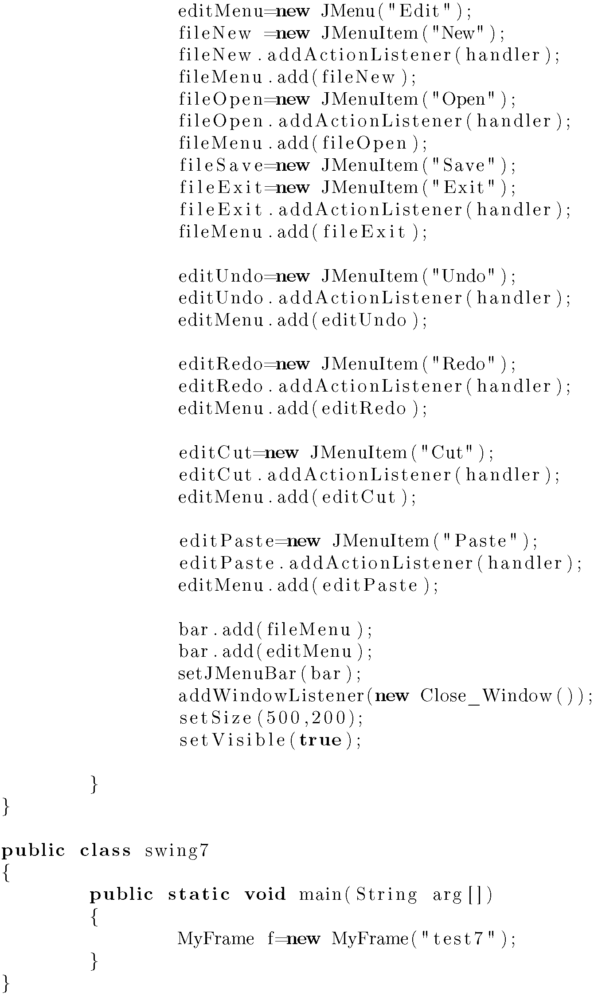 editMenu=new JMenu("Edit");
fileNew =new JMenuItem("New");
fileNew.addActionListener(handler);
fileMenu.add(fileNew);
fileOpen=new JMenuItem("Open");
fileOpen.addActionListener(handler);
fileMenu.add(fileOpen);
fileSave=new JMenuItem("Save");
fileExit=new JMenuItem("Exit");
fileExit.addActionListener(handler);
fileMenu.add(fileExit);
editUndo=new JMenuItem("Undo");
editUndo.addActionListener(handler);
editMenu.add(editUndo);
editRedo=new JMenuItem("Redo");
editRedo.addActionListener(handler);
editMenu.add(editRedo);
editCut=new JMenuItem("Cut");
editCut.addActionListener(handler);
editMenu.add(editCut);
editPaste=new JMenuItem("Paste");
editPaste.addActionListener(handler);
editMenu.add(editPaste);
bar.add(fileMenu);
bar.add(editMenu);
setJMenuBar(bar);
addWindowListener(new Close_Window());
setSize(500,200);
setVisible(true);
}
}
public class swing7
{
public static void main(String arg[])
{
MyFrame f=new MyFrame("test7");
}
}